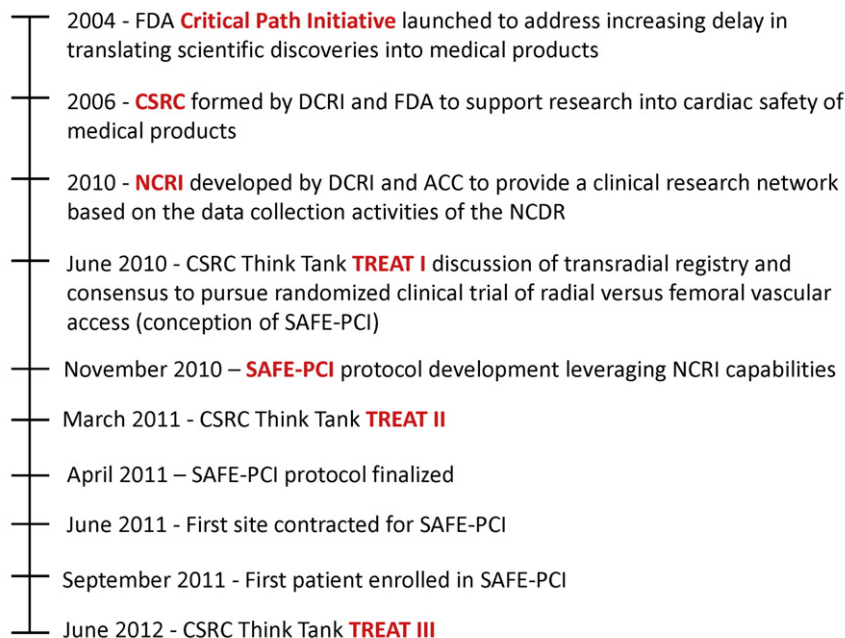 2004 - FDA Critical Path Initiative launched to address increasing delay in
translating scientific discoveries into medical products
2006 - CSRC formed by DCRI and FDA to support research into cardiac safety of
medical products
2010 - NCRI developed by DCRI and ACC to provide a clinical research network
based on the data collection activities of the NCDR
June 2010 - CSRC Think Tank TREAT I discussion of transradial registry and
consensus to pursue randomized clinical trial of radial versus femoral vascular
access (conception of SAFE-PCI)
November 2010 – SAFE-PCI protocol development leveraging NCRI capabilities
March 2011 - CSRC Think Tank TREAT II
April 2011 – SAFE-PCI protocol finalized
June 2011 - First site contracted for SAFE-PCI
September 2011 - First patient enrolled in SAFE-PCI
June 2012 - CSRC Think Tank TREAT III